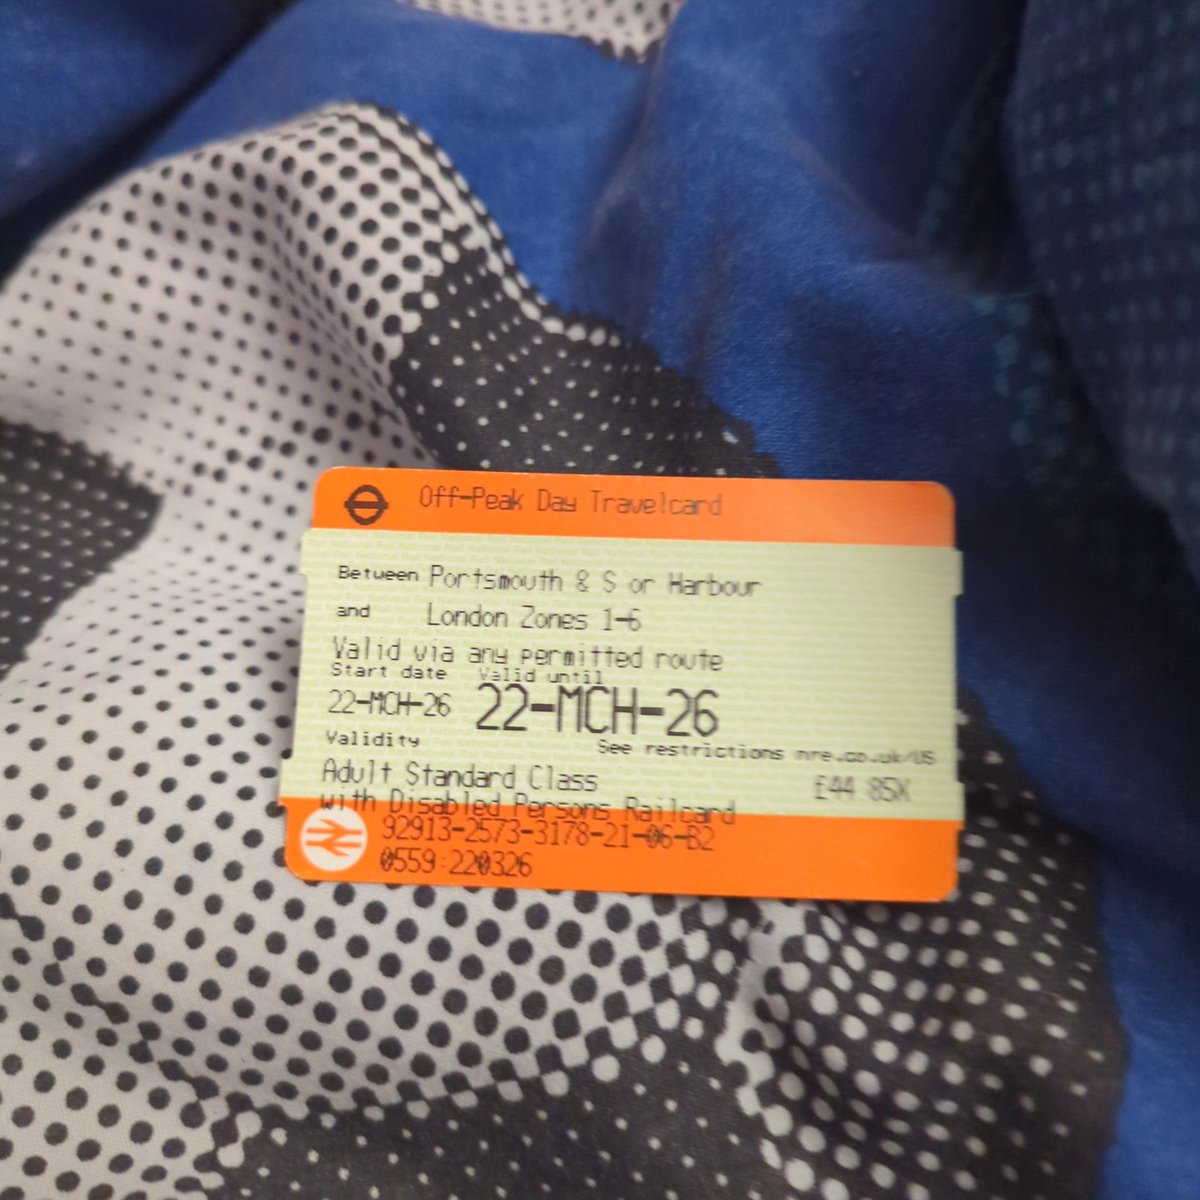 Off-Peak Day Travelcard
Between Portsmouth & S or Harbour
and London Zones 1-6
Valid via any permitted route
Start date Valid until
22-MCH-26 22-MCH-26
Validity See restrictions nre.co.uk/US
Adult Standard Class £44.85X
with Disabled Persons Railcard
92913-2573-3178-21-06-B2
0559:220326